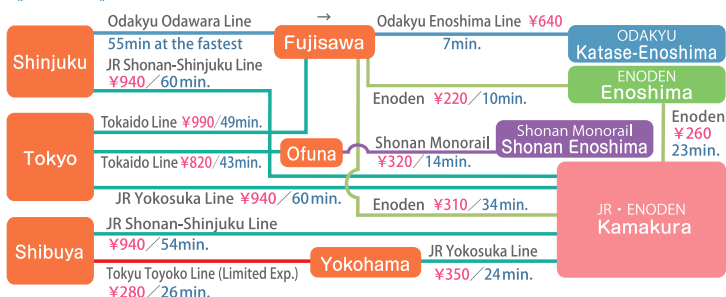 Odakyu Odawara Line
→
Odakyu Enoshima Line ¥640
55min at the fastest
Fujisawa
7min.
ODAKYU
Katase-Enoshima
Shinjuku
JR Shonan-Shinjuku Line
¥940/60min.
ENODEN
Enoshima
Enoden ¥220/10min.
Enoden
¥260
23min.
Tokyo
Tokaido Line ¥990/49min.
Tokaido Line ¥820/43min.
Ofuna
Shonan Monorail
¥320/14min.
Shonan Monorail
Shonan Enoshima
JR Yokosuka Line ¥940/60min.
Enoden ¥310/34min.
JR・ENODEN
Kamakura
Shibuya
JR Shonan-Shinjuku Line
¥940/54min.
Tokyu Toyoko Line (Limited Exp.)
¥280/26min.
Yokohama
JR Yokosuka Line
¥350/24min.